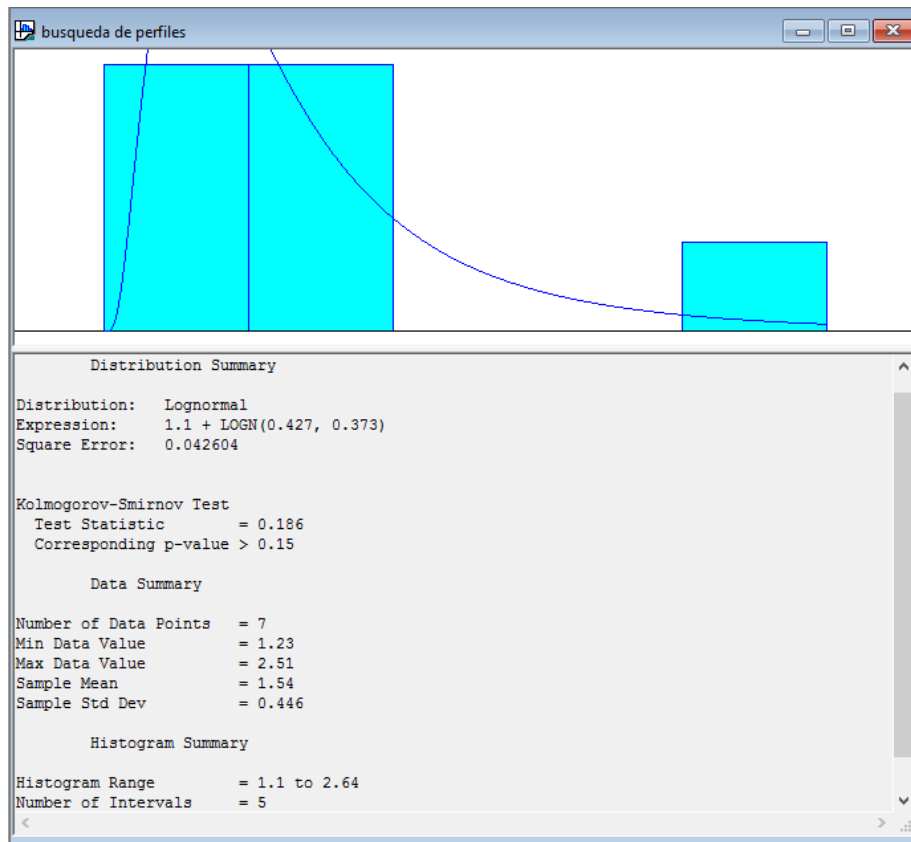 busqueda de perfiles
Distribution Summary
Distribution: Lognormal
Expression: 1.1 + LOGN(0.427, 0.373)
Square Error: 0.042604
Kolmogorov-Smirnov Test
Test Statistic = 0.186
Corresponding p-value > 0.15
Data Summary
Number of Data Points = 7
Min Data Value = 1.23
Max Data Value = 2.51
Sample Mean = 1.54
Sample Std Dev = 0.446
Histogram Summary
Histogram Range = 1.1 to 2.64
Number of Intervals = 5